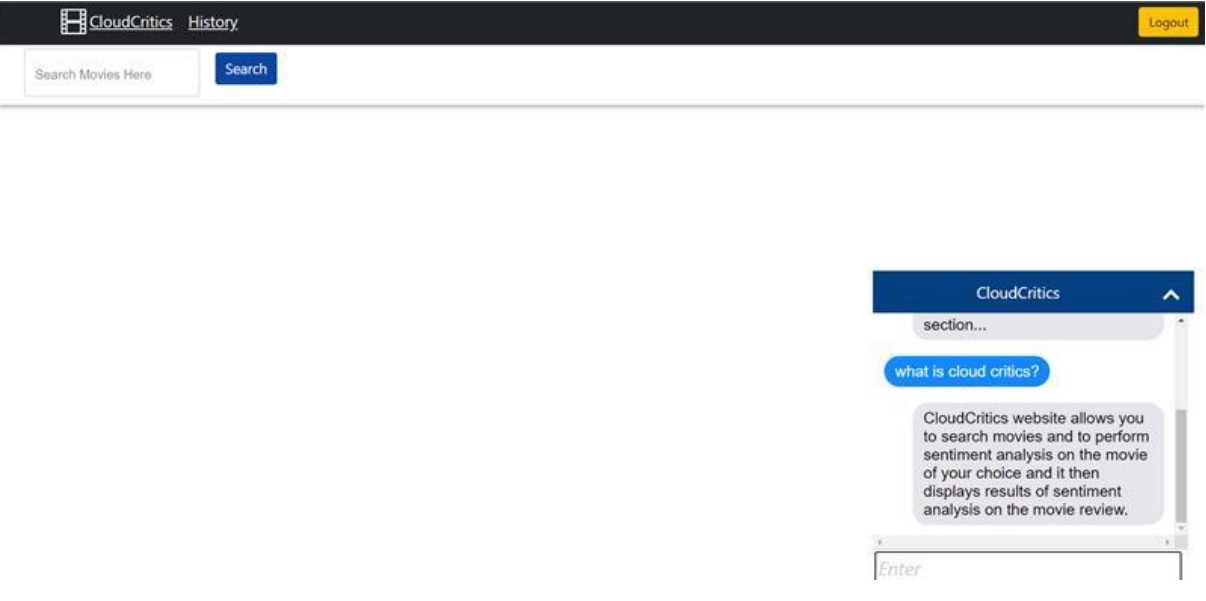 CloudCritics History Logout
Search Movies Here Search
CloudCritics
section...
what is cloud critics?
CloudCritics website allows you
to search movies and to perform
sentiment analysis on the movie
of your choice and it then
displays results of sentiment
analysis on the movie review.
Enter